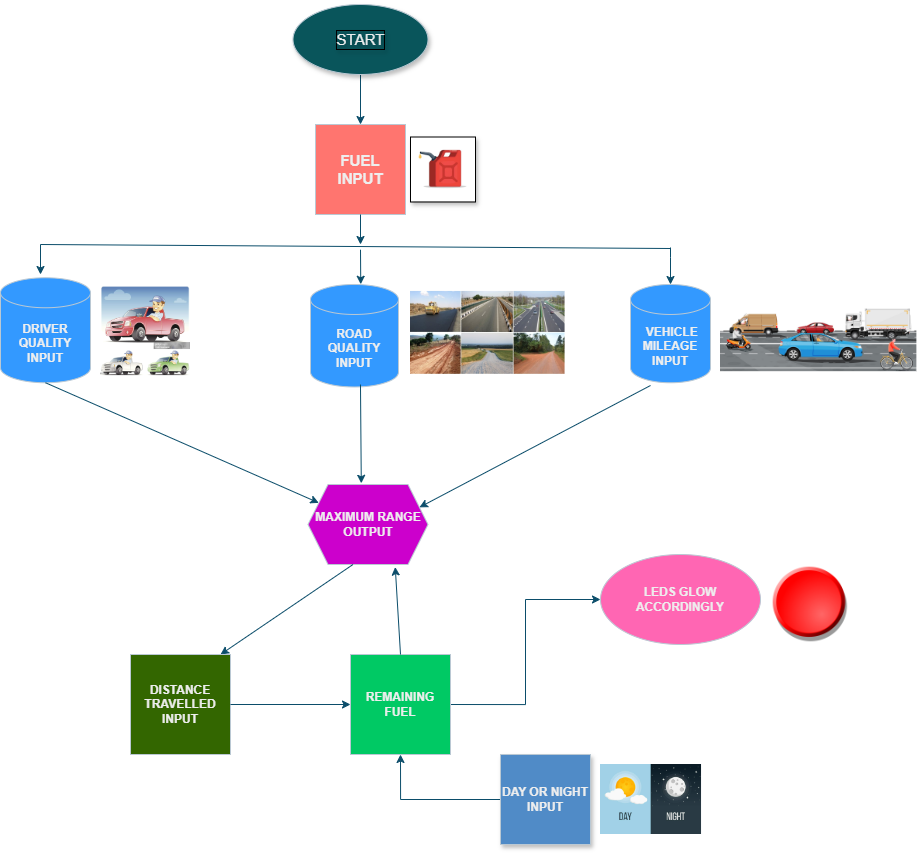 START
FUEL
INPUT
DRIVER
QUALITY
INPUT
ROAD
QUALITY
INPUT
VEHICLE
MILEAGE
INPUT
MAXIMUM RANGE
OUTPUT
LEDS GLOW
ACCORDINGLY
DISTANCE
TRAVELLED
INPUT
REMAINING
FUEL
DAY OR NIGHT
INPUT
DAY
NIGHT